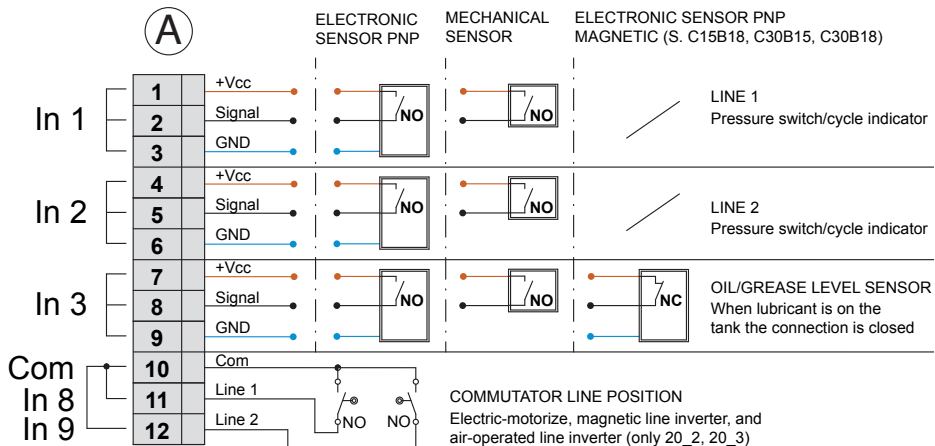 A
ELECTRONIC
SENSOR PNP
MECHANICAL
SENSOR
ELECTRONIC SENSOR PNP
MAGNETIC (S. C15B18, C30B15, C30B18)
In 1
1
+Vcc
2
Signal
3
GND
NO
NO
LINE 1
Pressure switch/cycle indicator
In 2
4
+Vcc
5
Signal
6
GND
NO
NO
LINE 2
Pressure switch/cycle indicator
In 3
7
+Vcc
8
Signal
9
GND
NO
NO
NC
OIL/GREASE LEVEL SENSOR
When lubricant is on the
tank the connection is closed
Com
10
Com
In 8
11
Line 1
In 9
12
Line 2
NO
NO
COMMUTATOR LINE POSITION
Electric-motorize, magnetic line inverter, and
air-operated line inverter (only 20_2, 20_3)